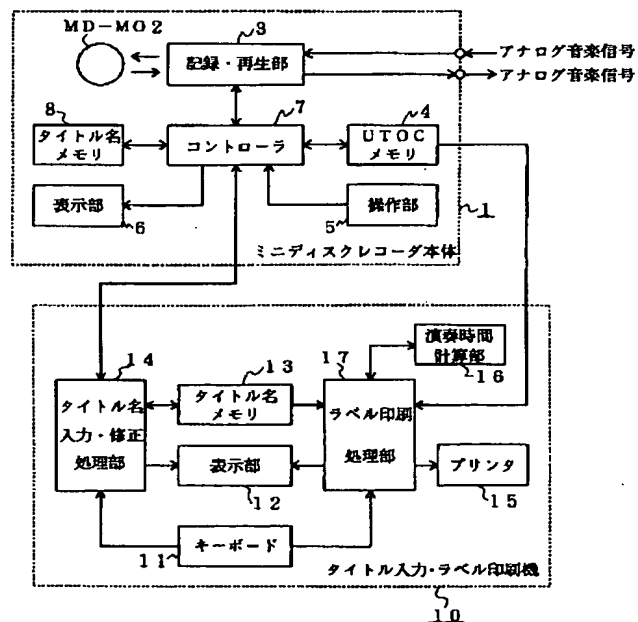 MD-MO2
3
記録・再生部
アナログ音楽信号
アナログ音楽信号
8
7
4
タイトル名
メモリ
コントローラ
UTOC
メモリ
表示部
6
操作部
5
1
ミニディスクレコーダ本体
14
13
17
演奏時間
計算部
16
タイトル名
入力・修正
処理部
タイトル名
メモリ
ラベル印刷
処理部
表示部
12
プリンタ
15
キーボード
11
タイトル入力・ラベル印刷機
10